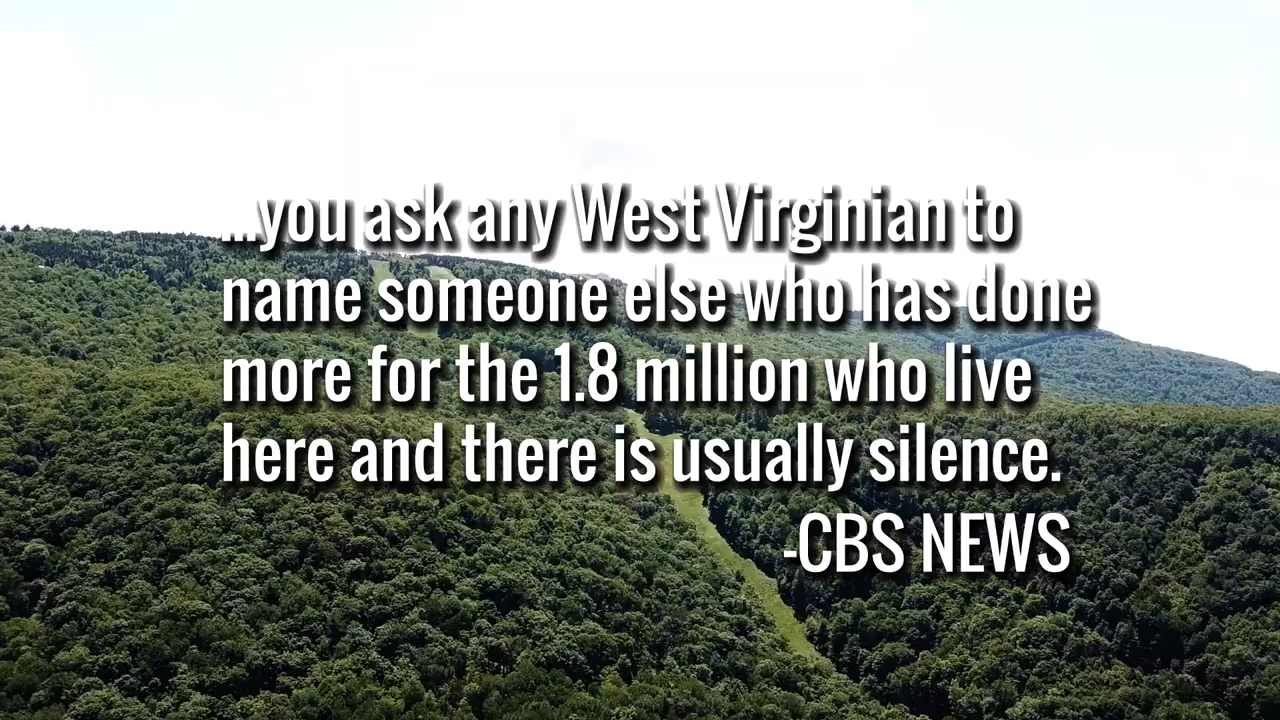 ...you ask any West Virginian to
name someone else who has done
more for the 1.8 million who live
here and there is usually silence.
-CBS NEWS